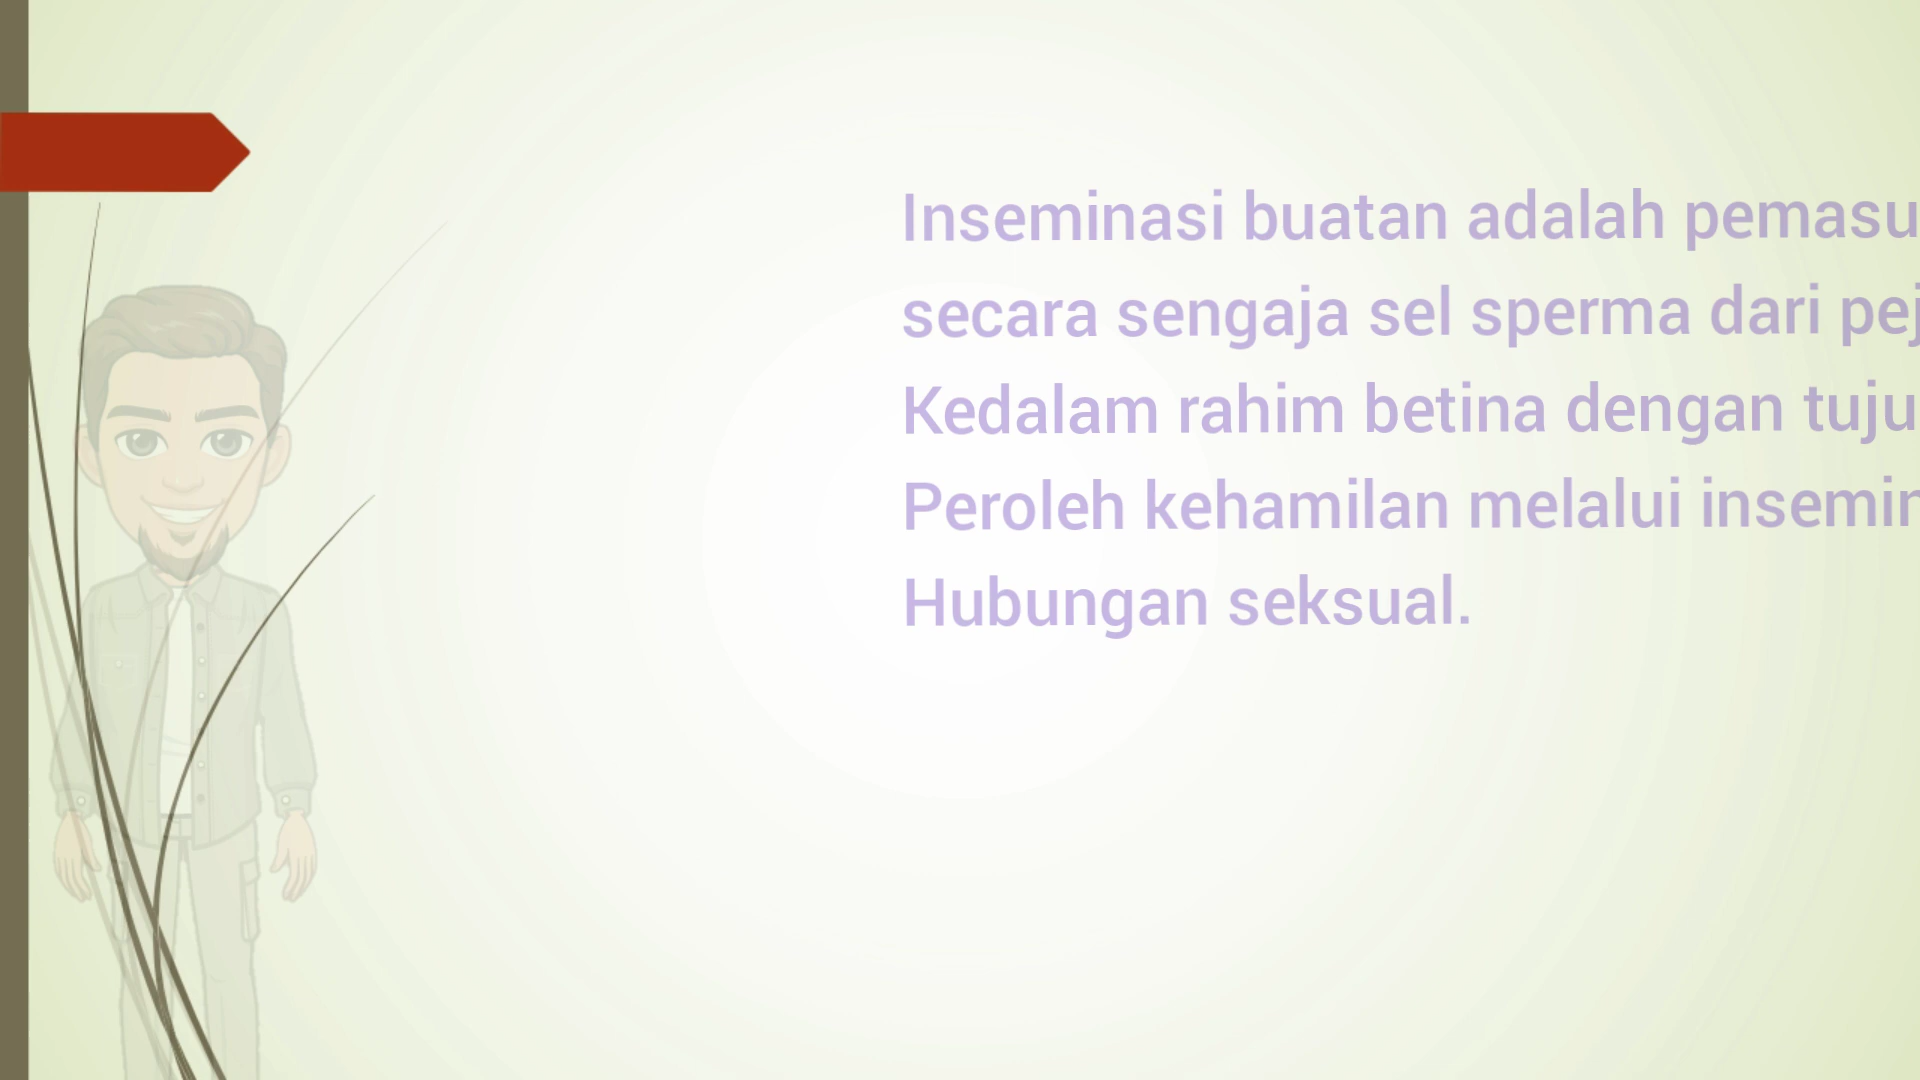 Inseminasi buatan adalah pemasu
secara sengaja sel sperma dari pej
Kedalam rahim betina dengan tuju
Peroleh kehamilan melalui insemin
Hubungan seksual.